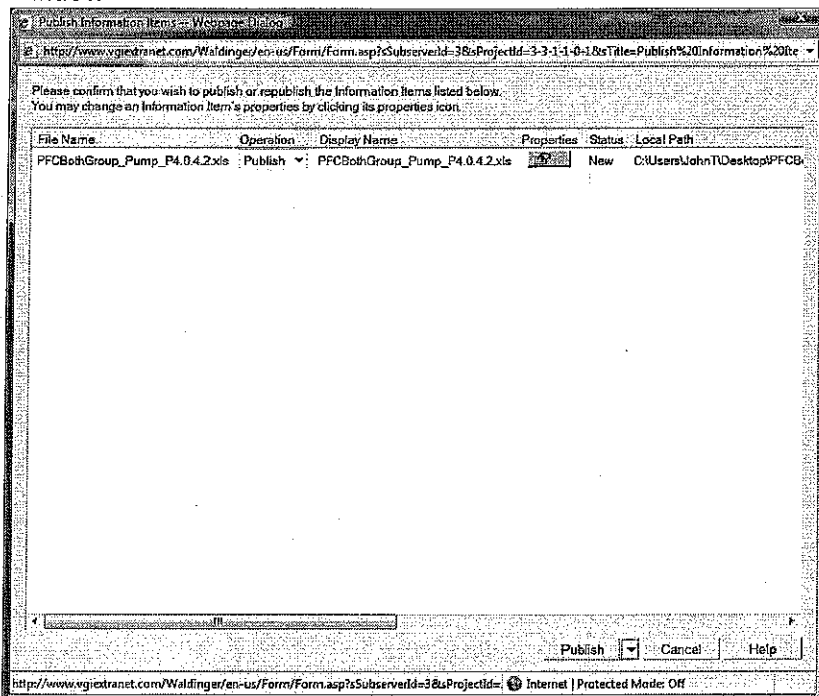 Publish Information Items -- Webpage Dialog
http://www.vgiextranet.com/Waldinger/en-us/Form/Form.asp?sSubserverId=3&sProjectId=3-3-1-1-0-1&sTitle=Publish%20Information%20Ite
Please confirm that you wish to publish or republish the Information Items listed below.
You may change an Information Item's properties by clicking its properties icon.
File Name Operation Display Name Properties Status Local Path
PFCBothGroup_Pump_P4.0.4.2.xls Publish PFCBothGroup_Pump_P4.0.4.2.xls New C:\Users\JohnT\Desktop\PFCB
Publish Cancel Help
http://www.vgiextranet.com/Waldinger/en-us/Form/Form.asp?sSubserverId=3&sProjectId= Internet | Protected Mode: Off